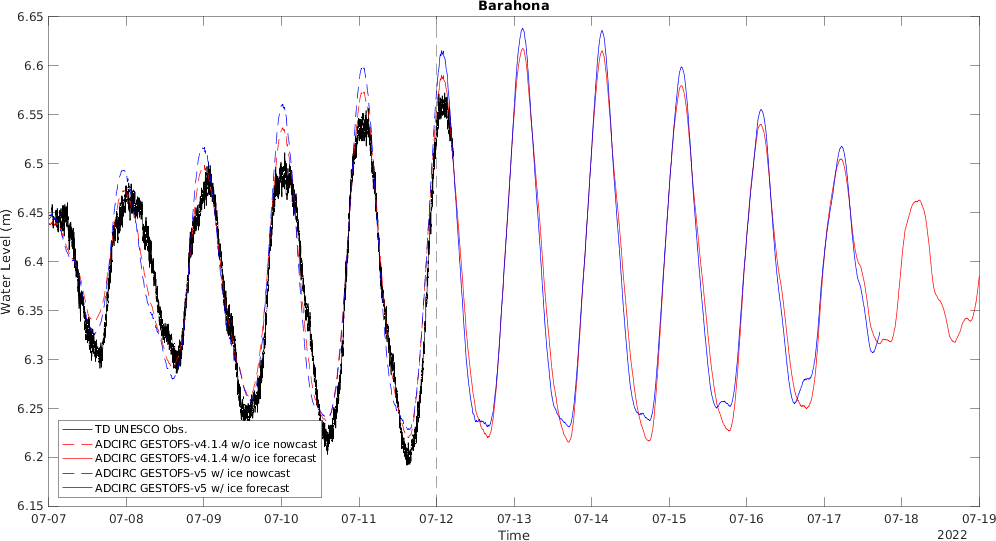 Barahona
6.65
6.6
6.55
6.5
6.45
6.4
6.35
6.3
6.25
6.2
6.15
Water Level (m)
TD UNESCO Obs.
ADCIRC GESTOFS-v4.1.4 w/o ice nowcast
ADCIRC GESTOFS-v4.1.4 w/o ice forecast
ADCIRC GESTOFS-v5 w/ ice nowcast
ADCIRC GESTOFS-v5 w/ ice forecast
07-07 07-08 07-09 07-10 07-11 07-12 07-13 07-14 07-15 07-16 07-17 07-18 07-19
Time
2022